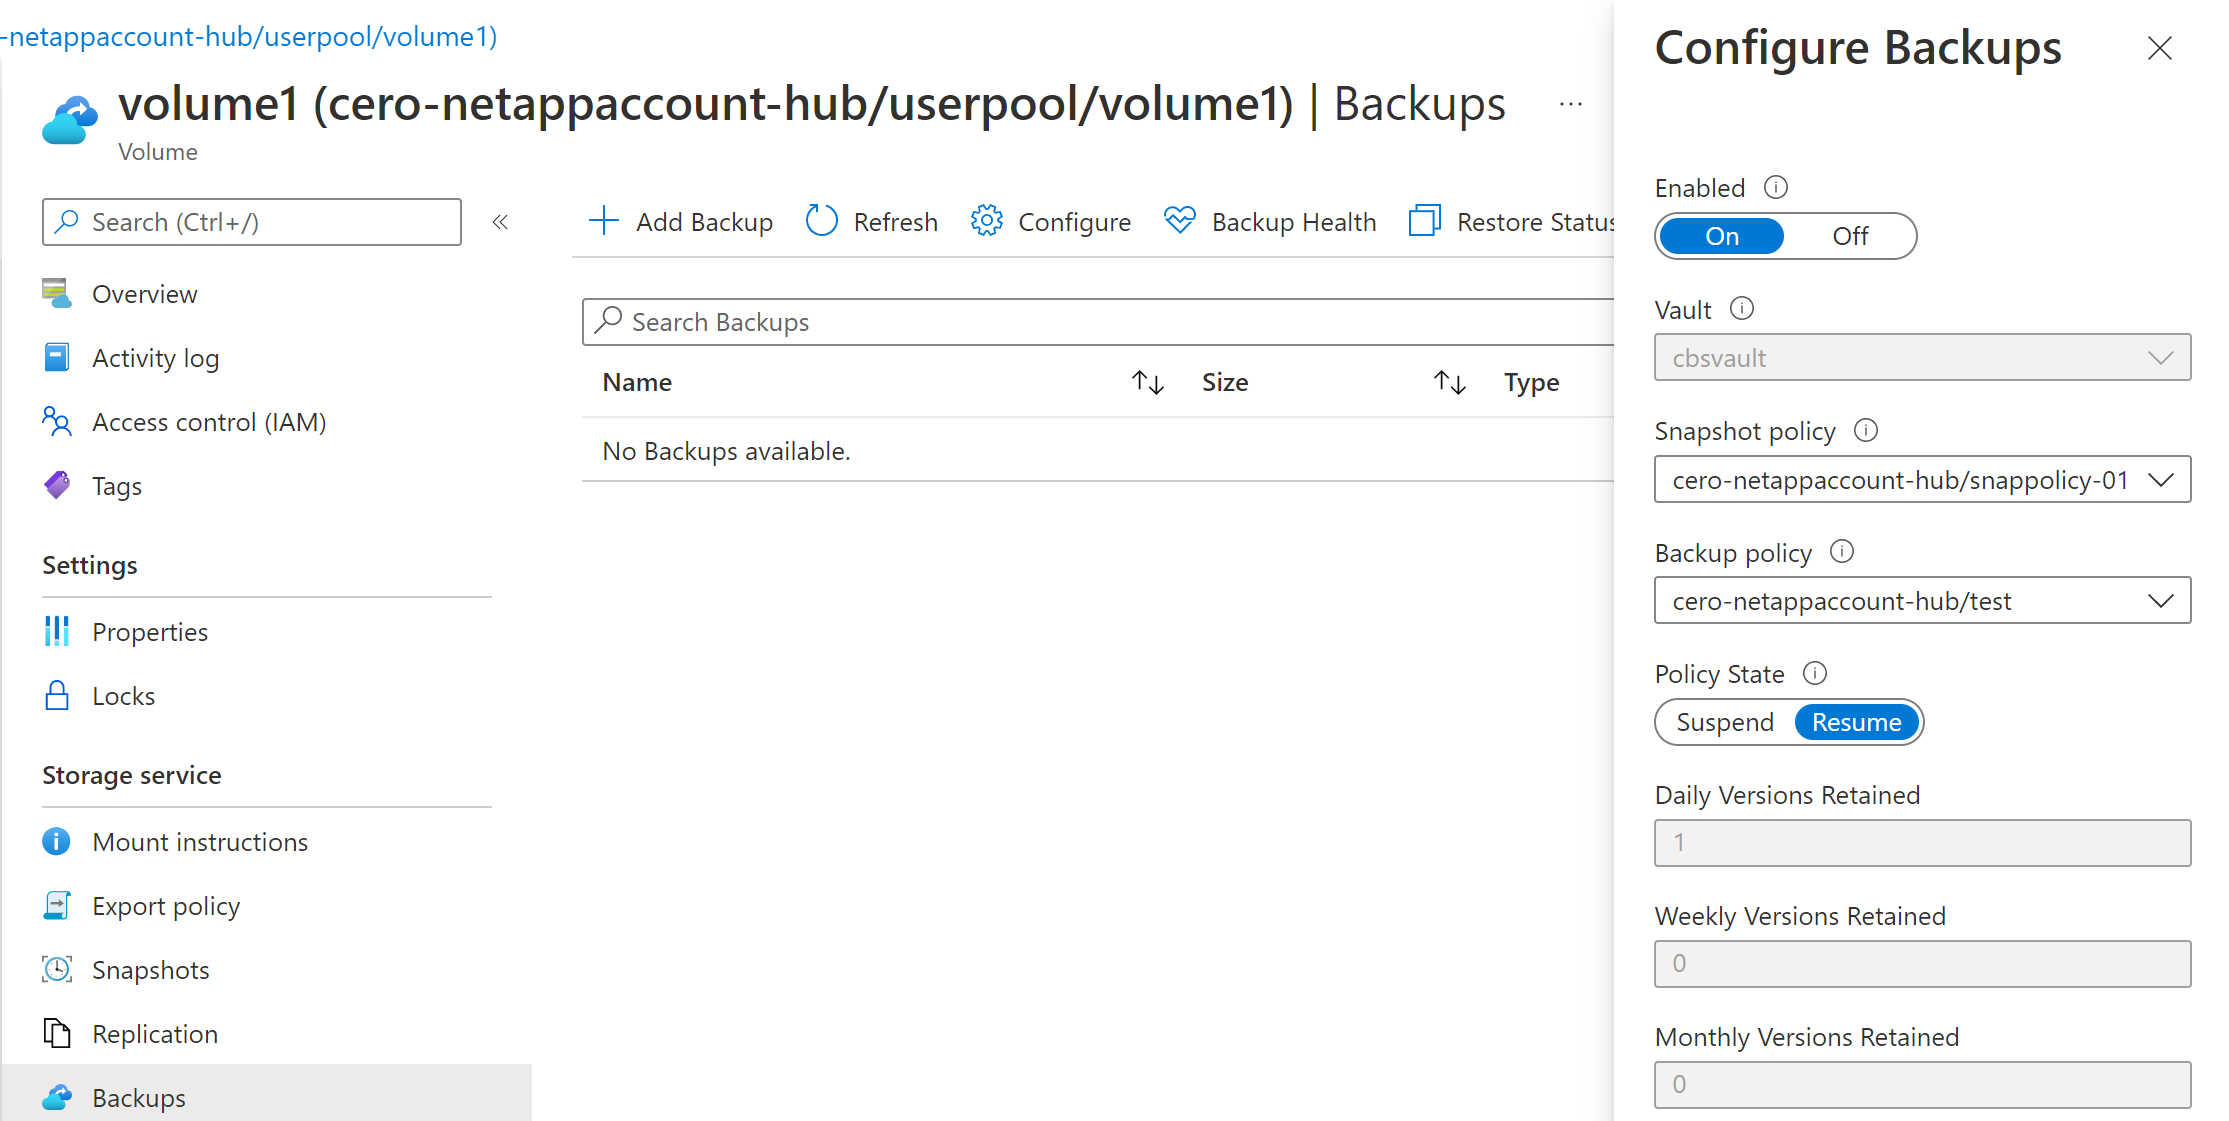 -netappaccount-hub/userpool/volume1)
volume1 (cero-netappaccount-hub/userpool/volume1) | Backups ...
Volume
Search (Ctrl+/)
Overview
Activity log
Access control (IAM)
Tags
Settings
Properties
Locks
Storage service
Mount instructions
Export policy
Snapshots
Replication
Backups
Add Backup Refresh Configure Backup Health Restore Status
Search Backups
Name Size Type
No Backups available.
Configure Backups
Enabled
On Off
Vault
cbsvault
Snapshot policy
cero-netappaccount-hub/snappolicy-01
Backup policy
cero-netappaccount-hub/test
Policy State
Suspend Resume
Daily Versions Retained
1
Weekly Versions Retained
0
Monthly Versions Retained
0